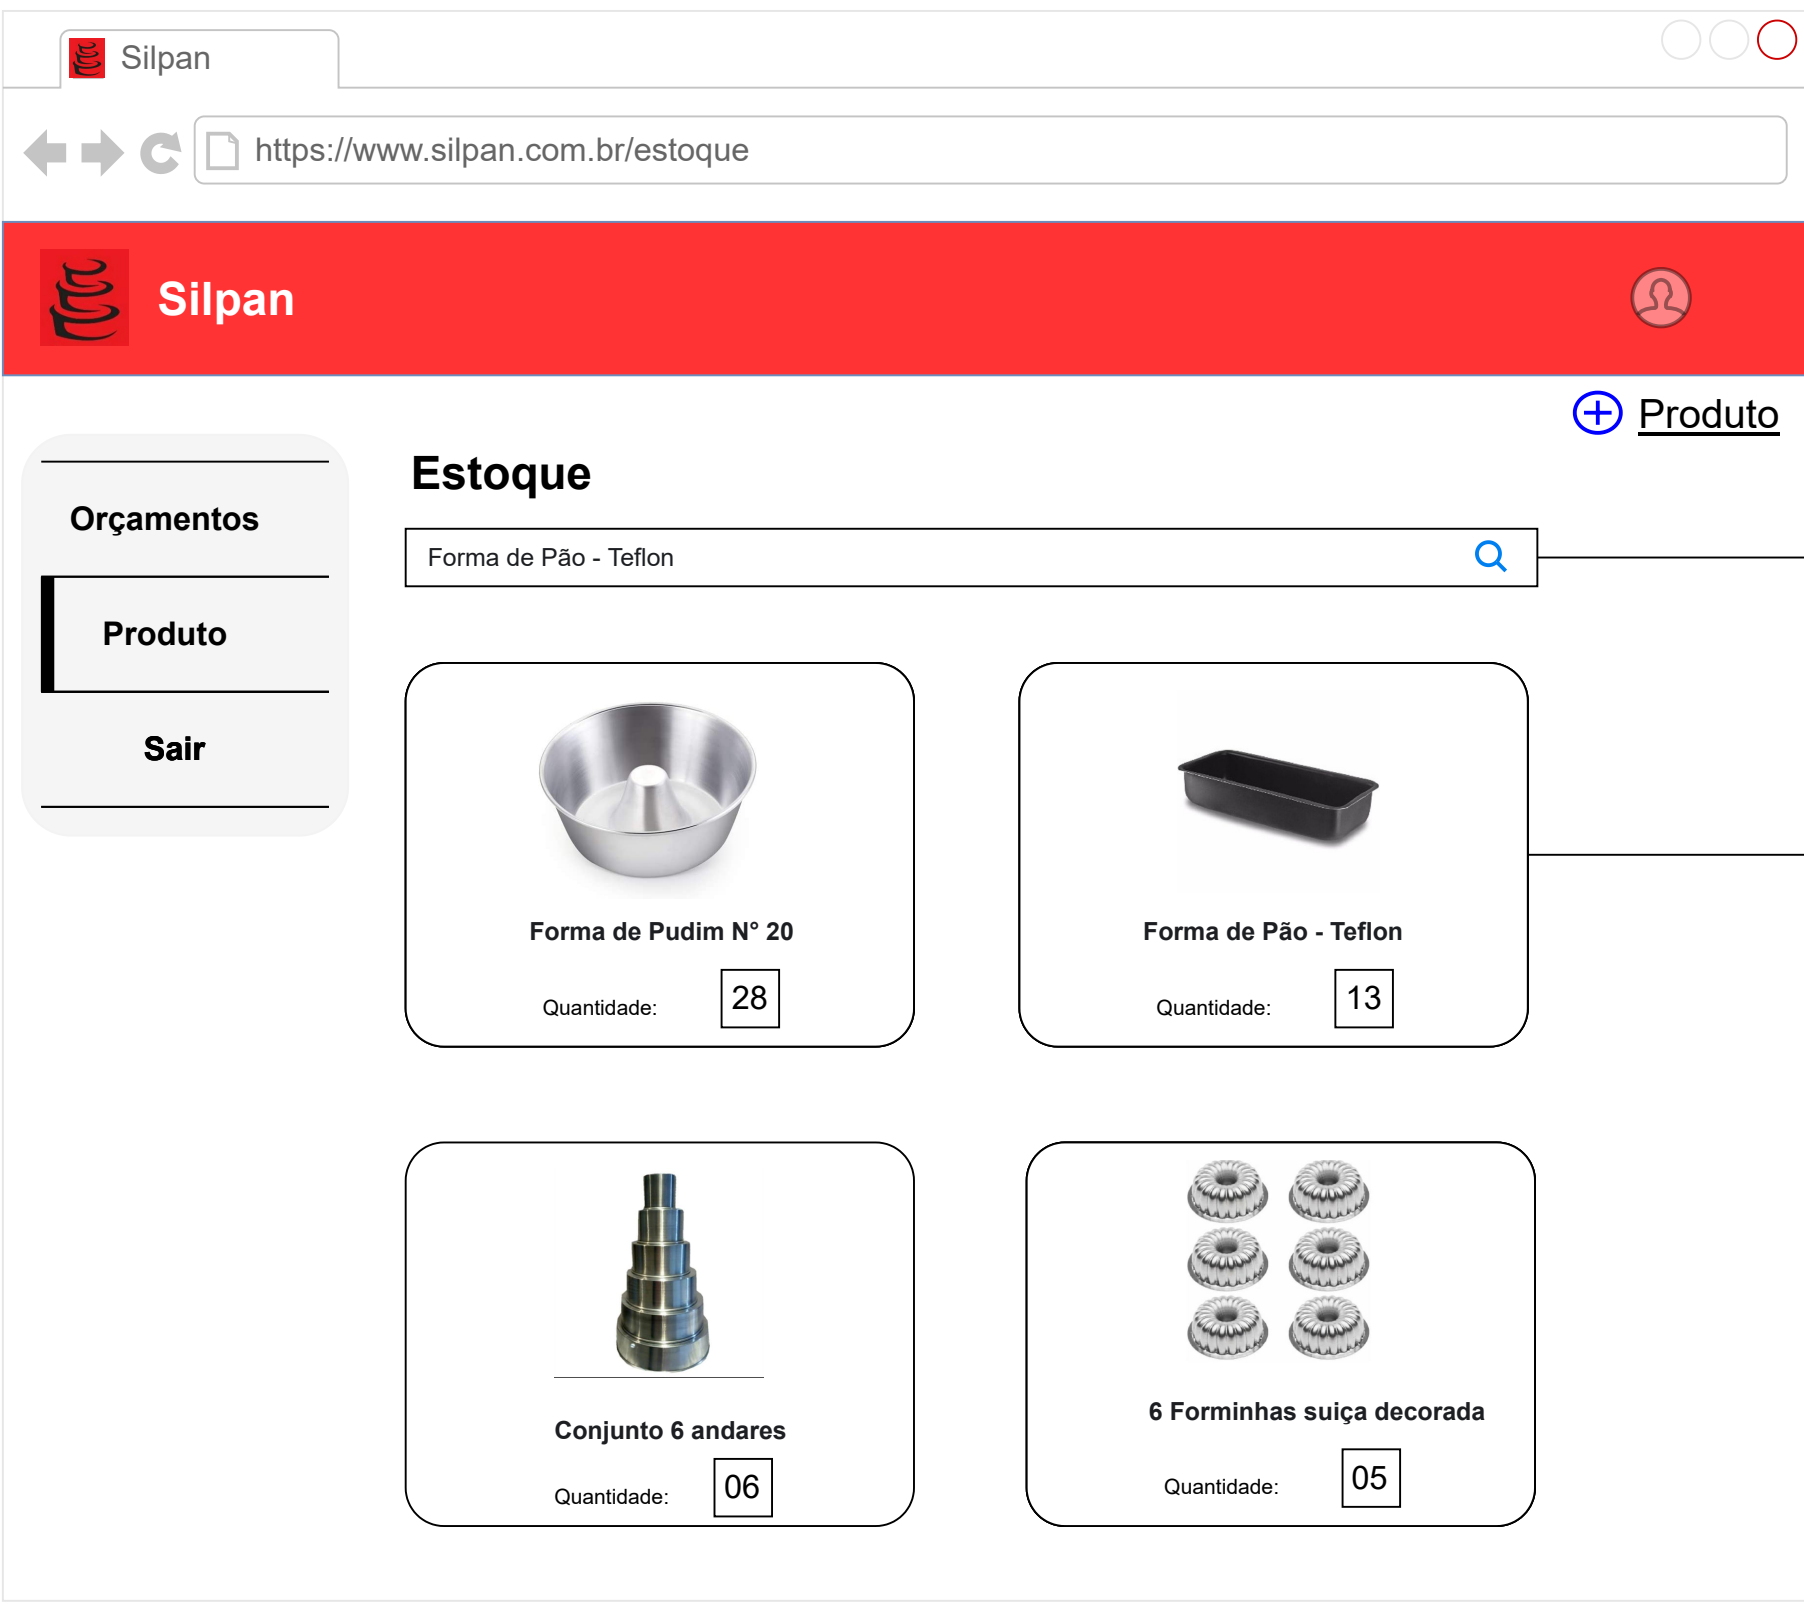 Silpan
https://www.silpan.com.br/estoque
Silpan
Produto
Estoque
Orçamentos
Forma de Pão - Teflon
Produto
Sair
Forma de Pudim N° 20
Quantidade: 28
Forma de Pão - Teflon
Quantidade: 13
Conjunto 6 andares
Quantidade: 06
6 Forminhas suiça decorada
Quantidade: 05